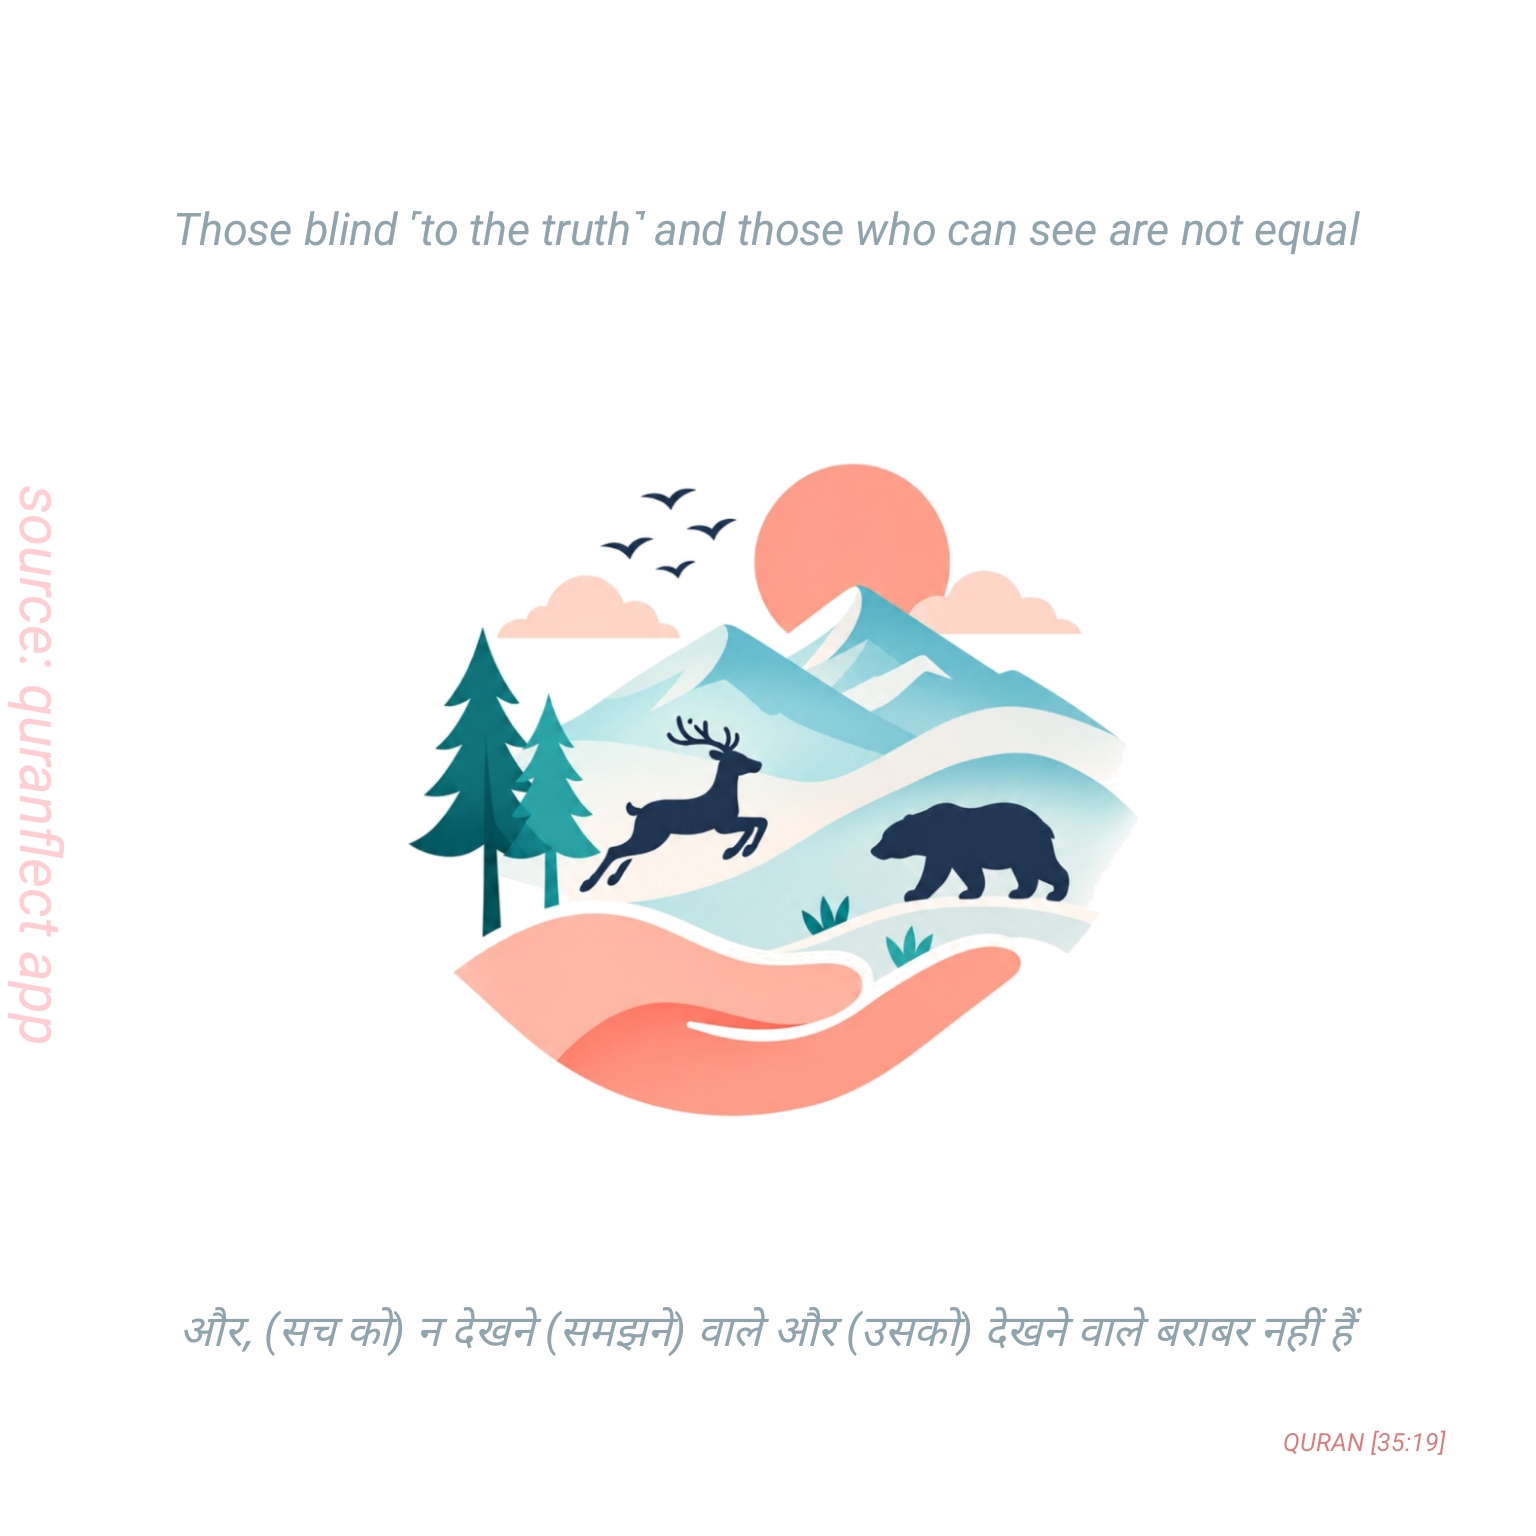 Those blind ˹to the truth˺ and those who can see are not equal
source: quranflect app
और, (सच को) न देखने (समझने) वाले और (उसको) देखने वाले बराबर नहीं हैं
QURAN [35:19]